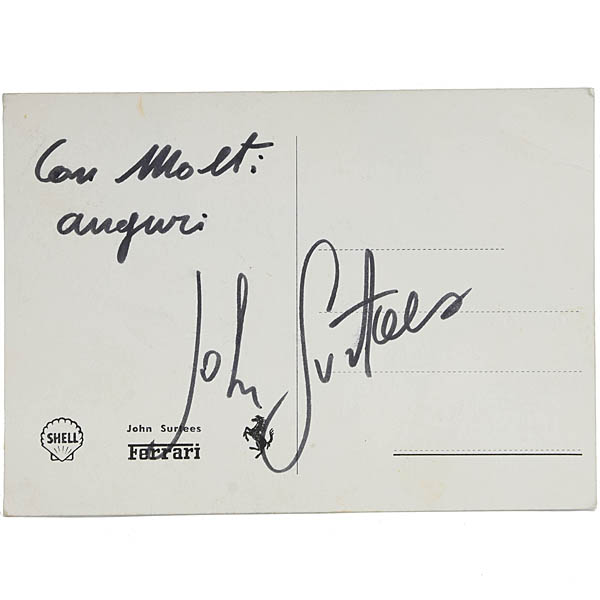 Con Molti
auguri
John Surtees
SHELL
John Surtees
Ferrari